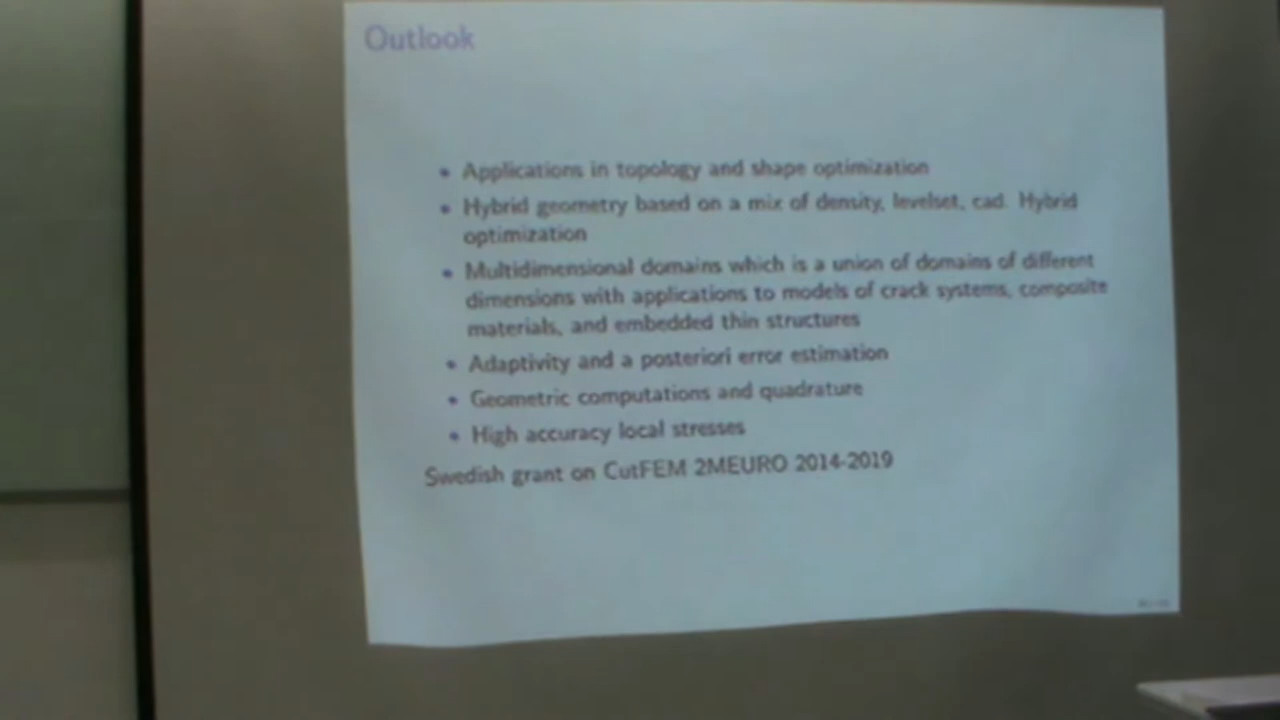 Outlook
• Applications in topology and shape optimization
• Hybrid geometry based on a mix of density, levelset, cad. Hybrid
optimization
• Multidimensional domains which is a union of domains of different
dimensions with applications to models of crack systems, composite
materials, and embedded thin structures
• Adaptivity and a posteriori error estimation
• Geometric computations and quadrature
• High accuracy local stresses
Swedish grant on CutFEM 2MEURO 2014-2019